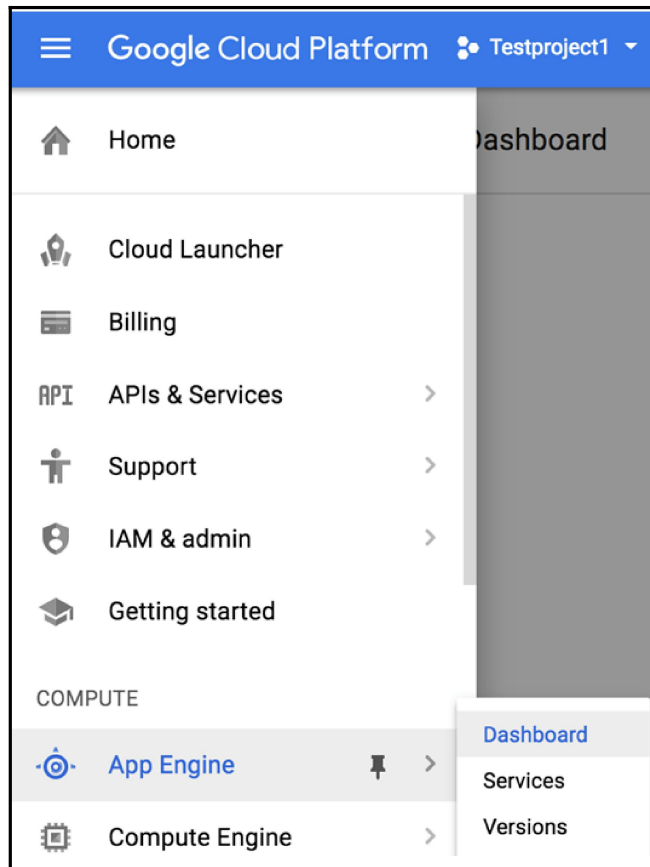 Google Cloud Platform Testproject1
Home
Dashboard
Cloud Launcher
Billing
API APIs & Services
Support
IAM & admin
Getting started
COMPUTE
App Engine
Dashboard
Services
Versions
Compute Engine